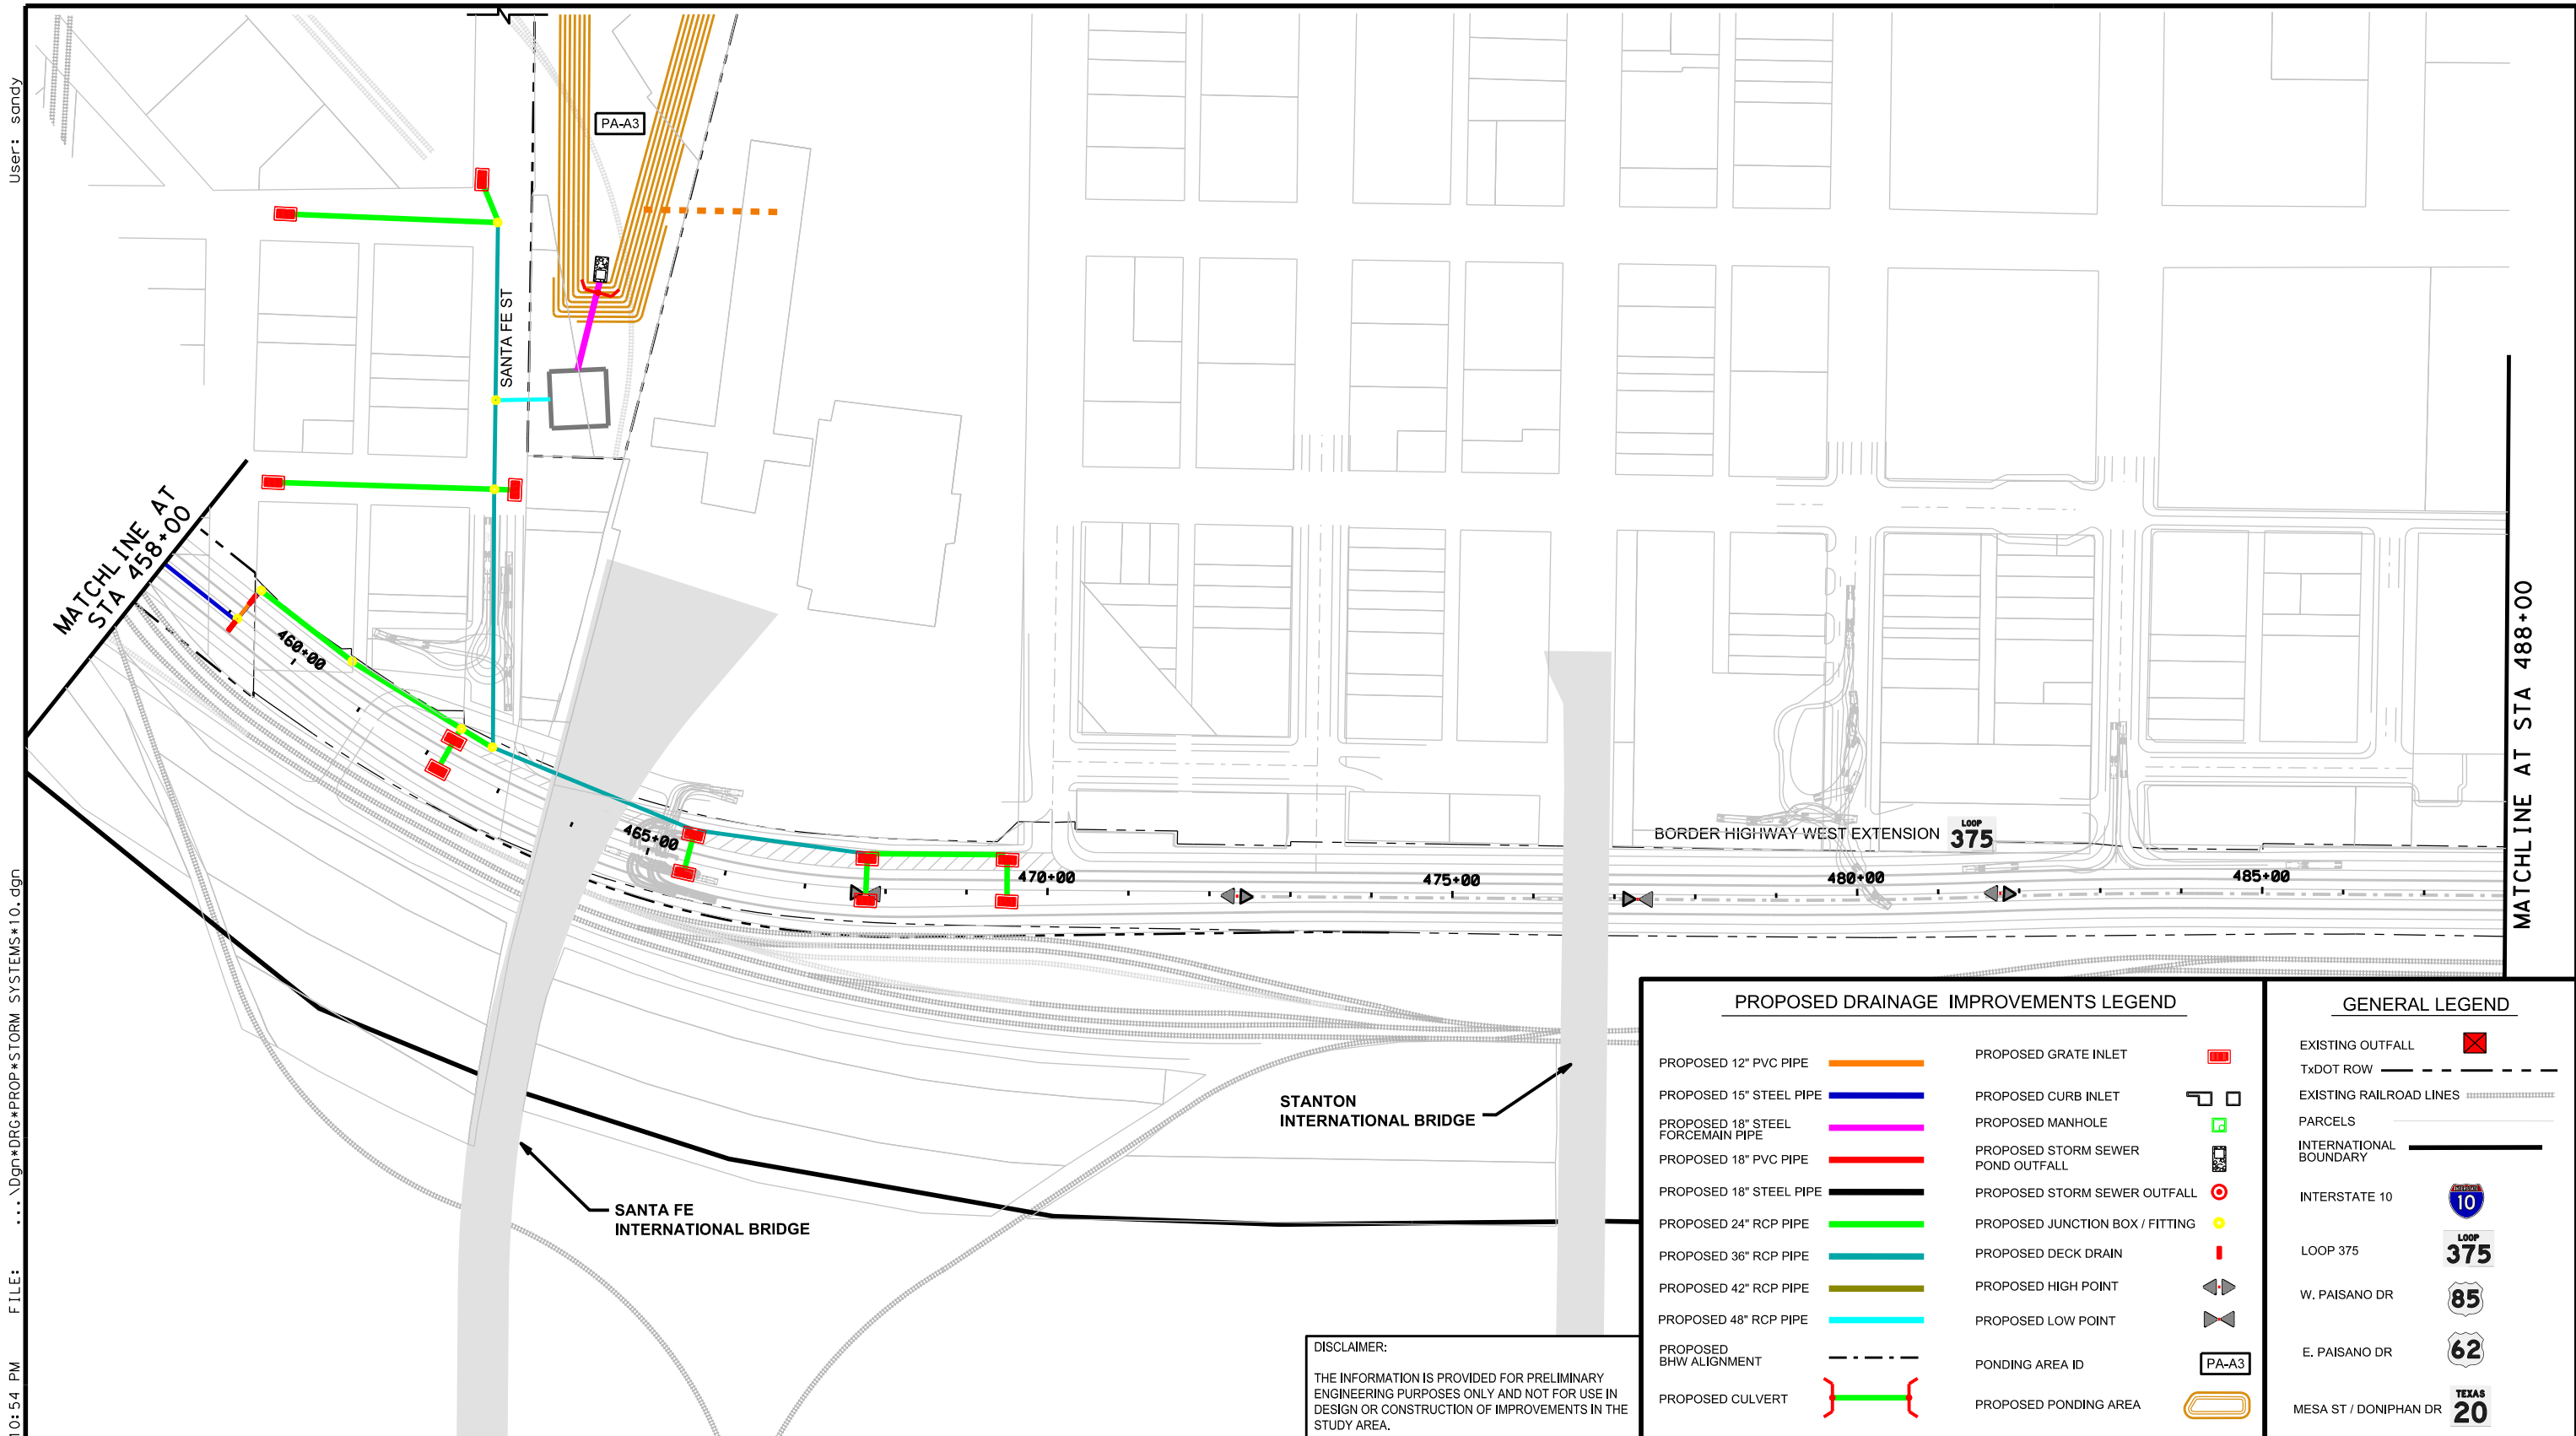 User: sandy
PA-A3
SANTA FE ST
MATCHLINE AT
STA 458+00
460+00
465+00
470+00
475+00
480+00
485+00
BORDER HIGHWAY WEST EXTENSION
LOOP
375
MATCHLINE AT STA 488+00
STANTON
INTERNATIONAL BRIDGE
SANTA FE
INTERNATIONAL BRIDGE
FILE: ...\Dgn*DRG*PROP*STORM SYSTEMS*10.dgn
10:54 PM
DISCLAIMER:
THE INFORMATION IS PROVIDED FOR PRELIMINARY
ENGINEERING PURPOSES ONLY AND NOT FOR USE IN
DESIGN OR CONSTRUCTION OF IMPROVEMENTS IN THE
STUDY AREA.
PROPOSED DRAINAGE IMPROVEMENTS LEGEND
PROPOSED 12" PVC PIPE
PROPOSED 15" STEEL PIPE
PROPOSED 18" STEEL
FORCEMAIN PIPE
PROPOSED 18" PVC PIPE
PROPOSED 18" STEEL PIPE
PROPOSED 24" RCP PIPE
PROPOSED 36" RCP PIPE
PROPOSED 42" RCP PIPE
PROPOSED 48" RCP PIPE
PROPOSED
BHW ALIGNMENT
PROPOSED CULVERT
PROPOSED GRATE INLET
PROPOSED CURB INLET
PROPOSED MANHOLE
PROPOSED STORM SEWER
POND OUTFALL
PROPOSED STORM SEWER OUTFALL
PROPOSED JUNCTION BOX / FITTING
PROPOSED DECK DRAIN
PROPOSED HIGH POINT
PROPOSED LOW POINT
PONDING AREA ID
PA-A3
PROPOSED PONDING AREA
GENERAL LEGEND
EXISTING OUTFALL
TxDOT ROW
EXISTING RAILROAD LINES
PARCELS
INTERNATIONAL
BOUNDARY
INTERSTATE 10
10
LOOP 375
LOOP
375
W. PAISANO DR
85
E. PAISANO DR
62
MESA ST / DONIPHAN DR
TEXAS
20